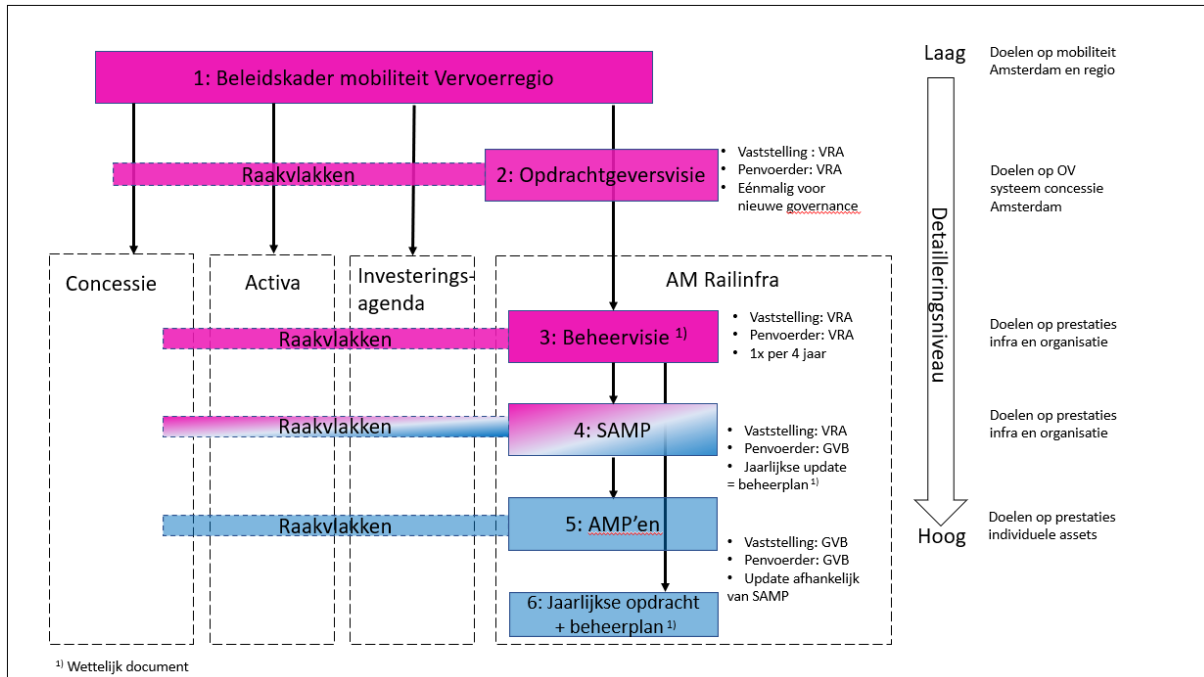 1: Beleidskader mobiliteit Vervoerregio
Laag
Doelen op mobiliteit
Amsterdam en regio
Raakvlakken
2: Opdrachtgeversvisie
• Vaststelling : VRA
• Penvoerder: VRA
• Eénmalig voor
nieuwe governance
Doelen op OV
systeem concessie
Amsterdam
Detailleringsniveau
Concessie
Activa
Investerings-
agenda
AM Railinfra
Raakvlakken
3: Beheervisie 1)
• Vaststelling: VRA
• Penvoerder: VRA
• 1x per 4 jaar
Doelen op prestaties
infra en organisatie
Raakvlakken
4: SAMP
• Vaststelling: VRA
• Penvoerder: GVB
• Jaarlijkse update
= beheerplan 1)
Doelen op prestaties
infra en organisatie
Raakvlakken
5: AMP'en
• Vaststelling: GVB
• Penvoerder: GVB
• Update afhankelijk
van SAMP
Hoog
Doelen op prestaties
individuele assets
6: Jaarlijkse opdracht
+ beheerplan 1)
1) Wettelijk document